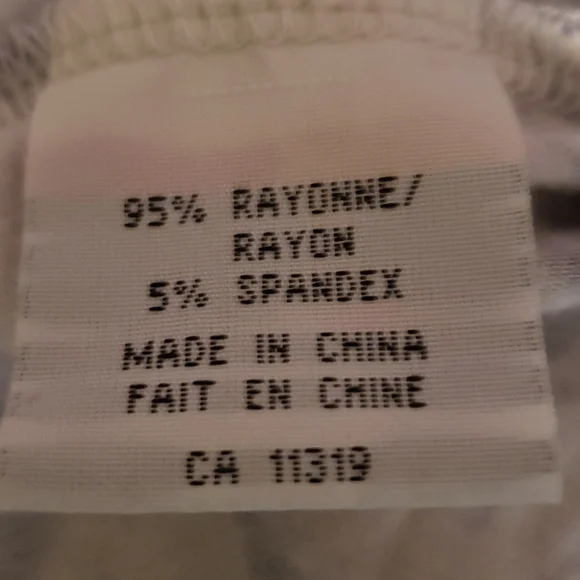 95% RAYONNE/
RAYON
5% SPANDEX
MADE IN CHINA
FAIT EN CHINE
CA 11319